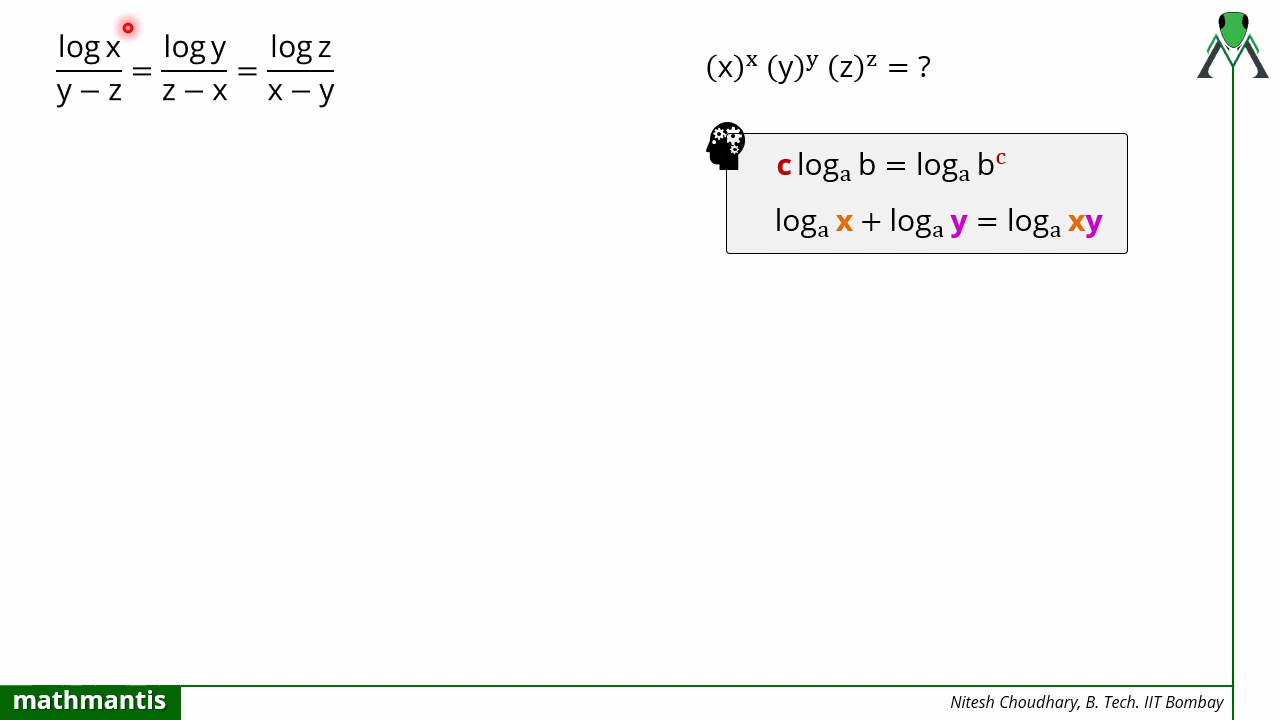 log x / (y − z) = log y / (z − x) = log z / (x − y)
(x)^x (y)^y (z)^z = ?
c log_a b = log_a b^c
log_a x + log_a y = log_a xy
mathmantis
Nitesh Choudhary, B. Tech. IIT Bombay